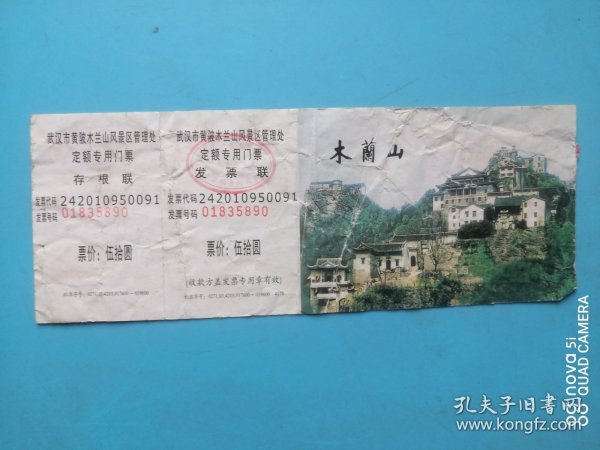 武汉市黄陂木兰山风景区管理处
定额专用门票
存根联
发票代码 242010950091
发票号码 01835890
票价：伍拾圆
武汉市黄陂木兰山风景区管理处
定额专用门票
发票联
发票代码 242010950091
发票号码 01835890
票价：伍拾圆
(收款方盖发票专用章有效)
木蘭山
nova 5i
QUAD CAMERA
孔夫子旧书网
www.kongfz.com